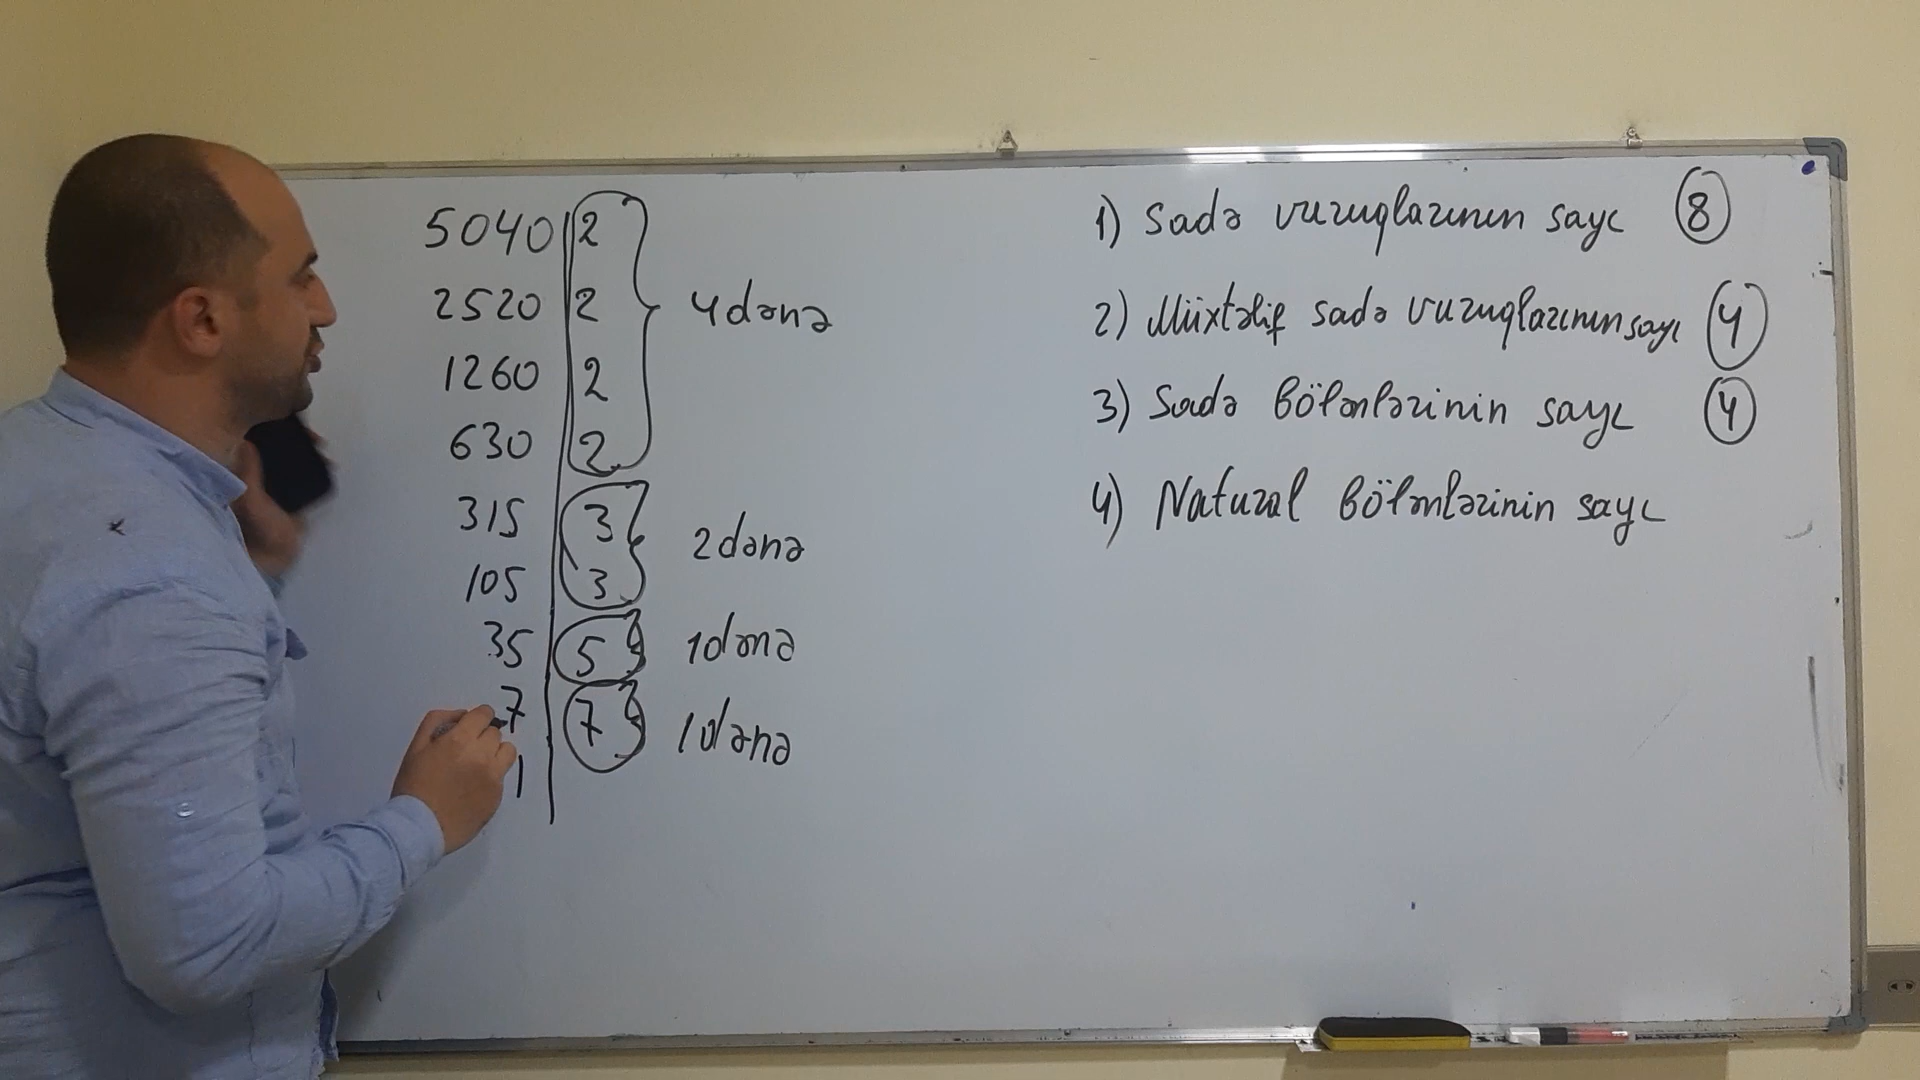 5040 2
2520 2
1260 2
630 2
4 dənə
315 3
105 3
2 dənə
35 5
1 dənə
7 7
1 dənə
1
1) Sadə vuruqlarının sayı 8
2) Müxtəlif sadə vuruqlarının sayı 4
3) Sadə bölənlərinin sayı 4
4) Natural bölənlərinin sayı